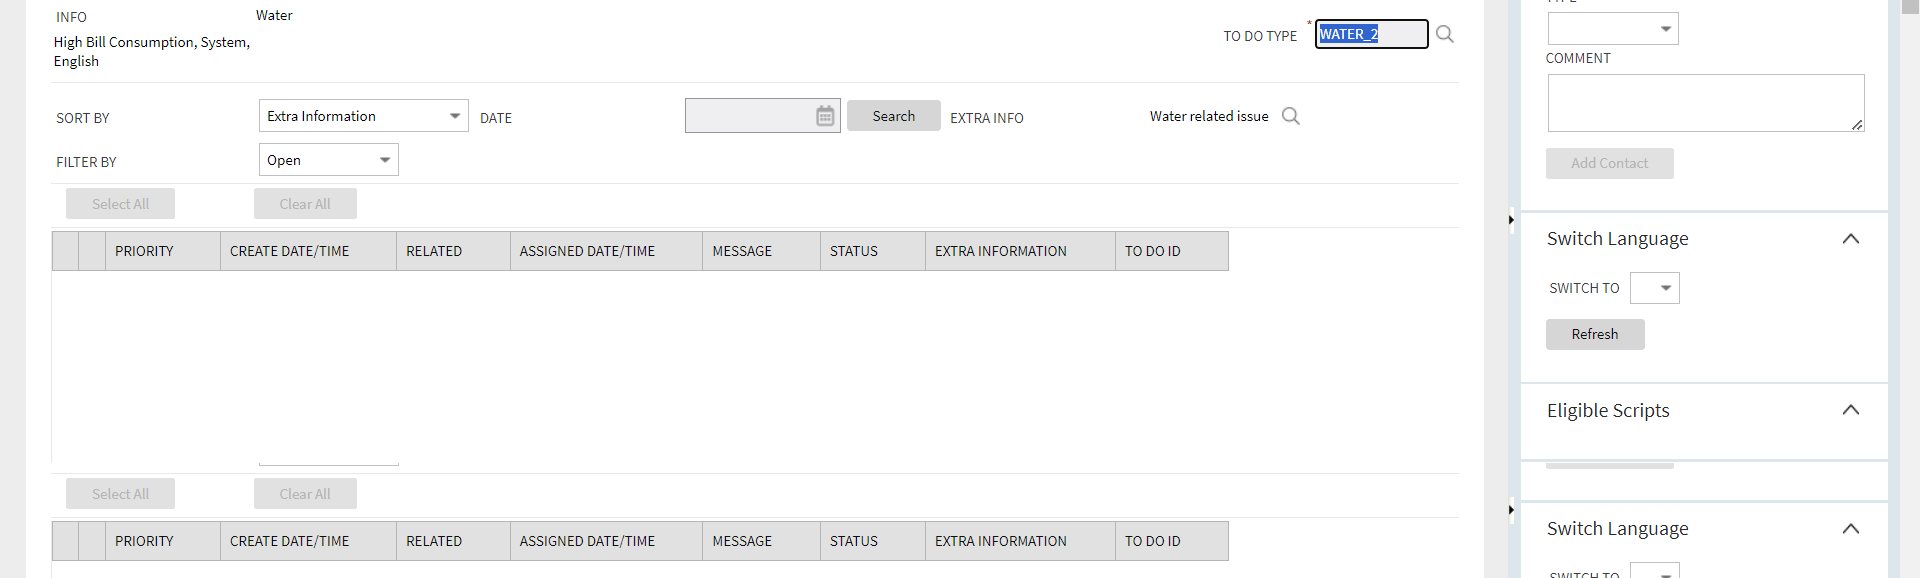 INFO
Water
High Bill Consumption, System,
English
TO DO TYPE * WATER_2
SORT BY Extra Information DATE Search EXTRA INFO Water related issue
FILTER BY Open
Select All Clear All
PRIORITY CREATE DATE/TIME RELATED ASSIGNED DATE/TIME MESSAGE STATUS EXTRA INFORMATION TO DO ID
Select All Clear All
PRIORITY CREATE DATE/TIME RELATED ASSIGNED DATE/TIME MESSAGE STATUS EXTRA INFORMATION TO DO ID
COMMENT
Add Contact
Switch Language
SWITCH TO
Refresh
Eligible Scripts
Switch Language
SWITCH TO